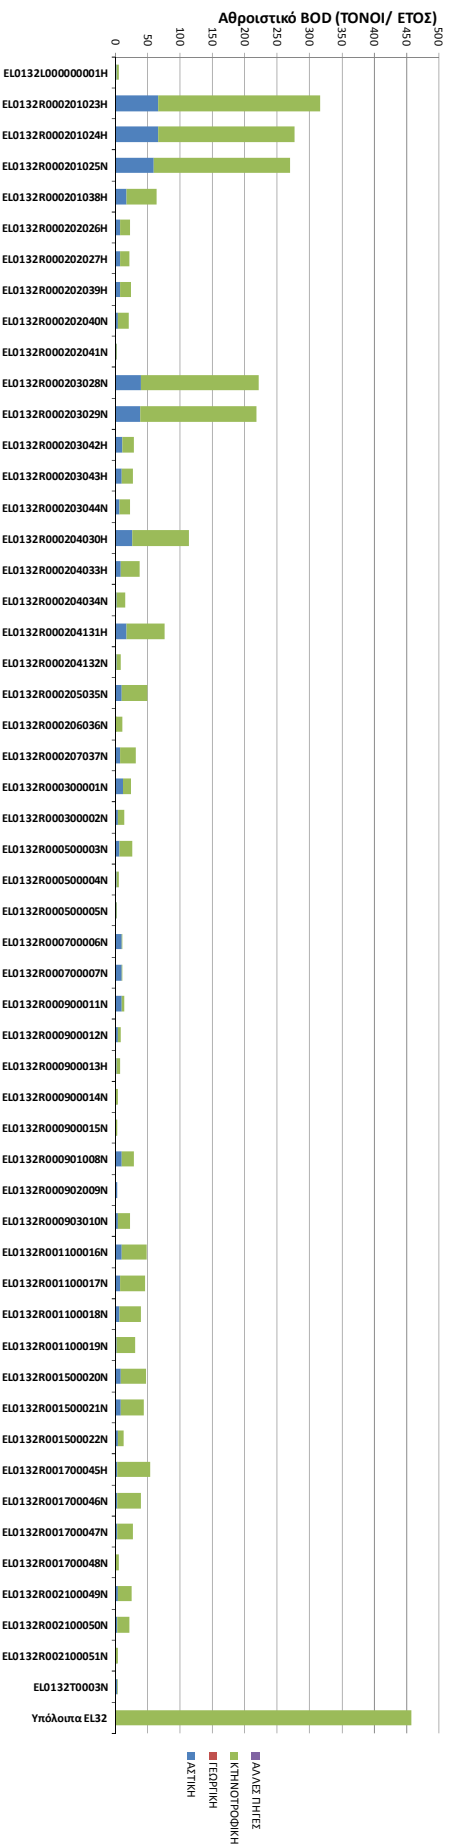 Αθροιστικό BOD (ΤΟΝΟΙ/ ΕΤΟΣ)
0 50 100 150 200 250 300 350 400 450 500
EL0132L000000001H
EL0132R000201023H
EL0132R000201024H
EL0132R000201025N
EL0132R000201038H
EL0132R000202026H
EL0132R000202027H
EL0132R000202039H
EL0132R000202040N
EL0132R000202041N
EL0132R000203028N
EL0132R000203029N
EL0132R000203042H
EL0132R000203043H
EL0132R000203044N
EL0132R000204030H
EL0132R000204033H
EL0132R000204034N
EL0132R000204131H
EL0132R000204132N
EL0132R000205035N
EL0132R000206036N
EL0132R000207037N
EL0132R000300001N
EL0132R000300002N
EL0132R000500003N
EL0132R000500004N
EL0132R000500005N
EL0132R000700006N
EL0132R000700007N
EL0132R000900011N
EL0132R000900012N
EL0132R000900013H
EL0132R000900014N
EL0132R000900015N
EL0132R000901008N
EL0132R000902009N
EL0132R000903010N
EL0132R001100016N
EL0132R001100017N
EL0132R001100018N
EL0132R001100019N
EL0132R001500020N
EL0132R001500021N
EL0132R001500022N
EL0132R001700045H
EL0132R001700046N
EL0132R001700047N
EL0132R001700048N
EL0132R002100049N
EL0132R002100050N
EL0132R002100051N
EL0132T0003N
Υπόλοιπα EL32
ΑΛΛΕΣ ΠΗΓΕΣ
ΚΤΗΝΟΤΡΟΦΙΚΗ
ΓΕΩΡΓΙΚΗ
ΑΣΤΙΚΗ